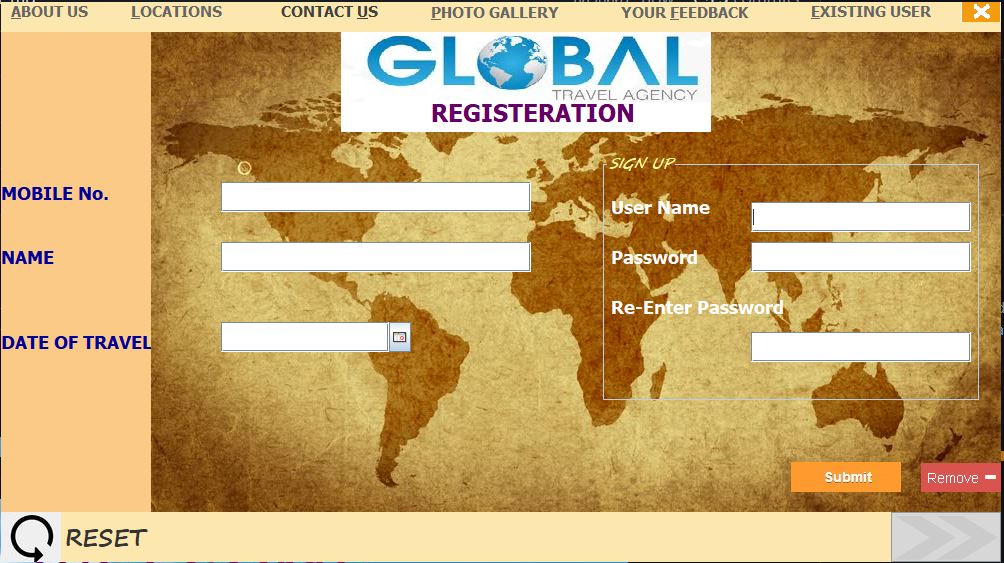 ABOUT US LOCATIONS CONTACT US PHOTO GALLERY YOUR FEEDBACK EXISTING USER
GLOBAL
TRAVEL AGENCY
REGISTERATION
SIGN UP
MOBILE No.
User Name
NAME
Password
Re-Enter Password
DATE OF TRAVEL
Submit
Remove
RESET